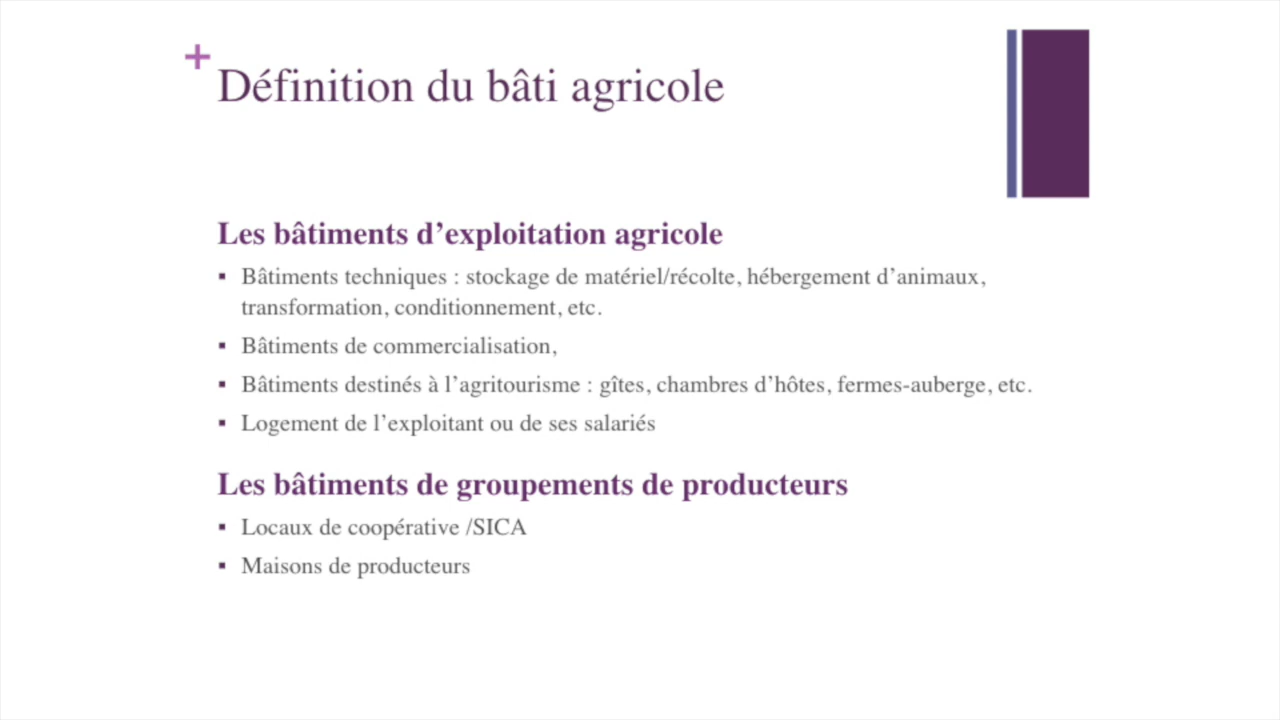 +
Définition du bâti agricole
Les bâtiments d’exploitation agricole
▪ Bâtiments techniques : stockage de matériel/récolte, hébergement d’animaux,
transformation, conditionnement, etc.
▪ Bâtiments de commercialisation,
▪ Bâtiments destinés à l’agritourisme : gîtes, chambres d’hôtes, fermes-auberge, etc.
▪ Logement de l’exploitant ou de ses salariés
Les bâtiments de groupements de producteurs
▪ Locaux de coopérative /SICA
▪ Maisons de producteurs